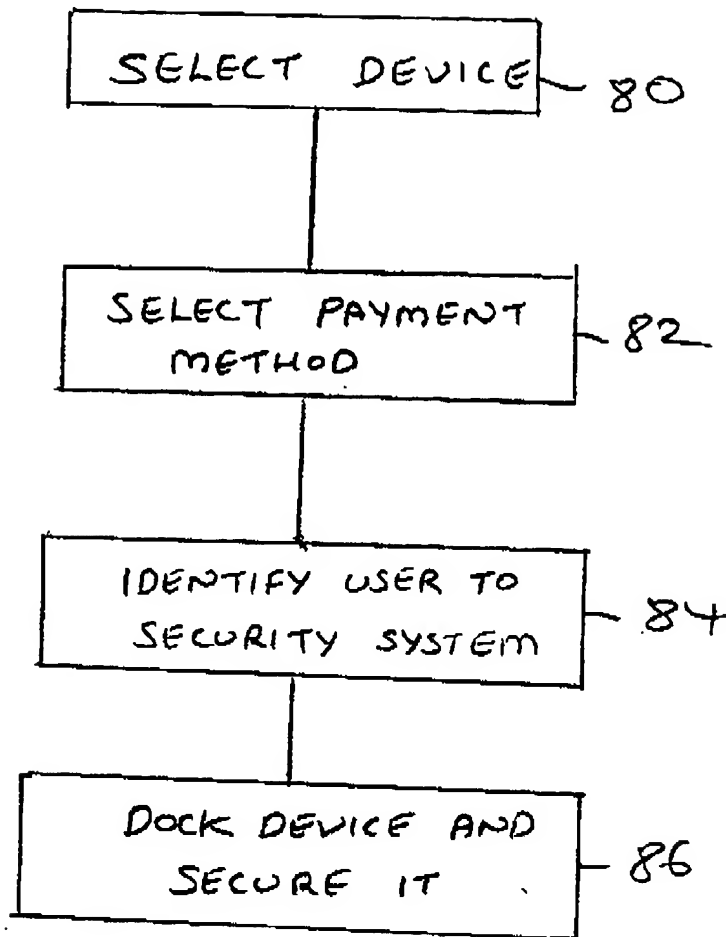 SELECT DEVICE
80
SELECT PAYMENT
METHOD
82
IDENTIFY USER TO
SECURITY SYSTEM
84
DOCK DEVICE AND
SECURE IT
86